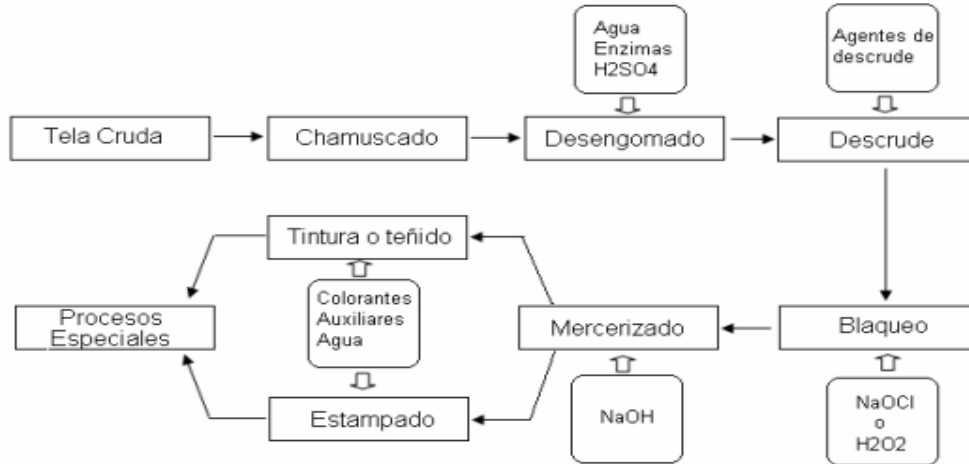 Agua
Enzimas
H2SO4
Agentes de
descrude
Tela Cruda
Chamuscado
Desengomado
Descrude
Tintura o teñido
Colorantes
Auxiliares
Agua
Procesos
Especiales
Mercerizado
Blaqueo
Estampado
NaOH
NaOCl
o
H2O2